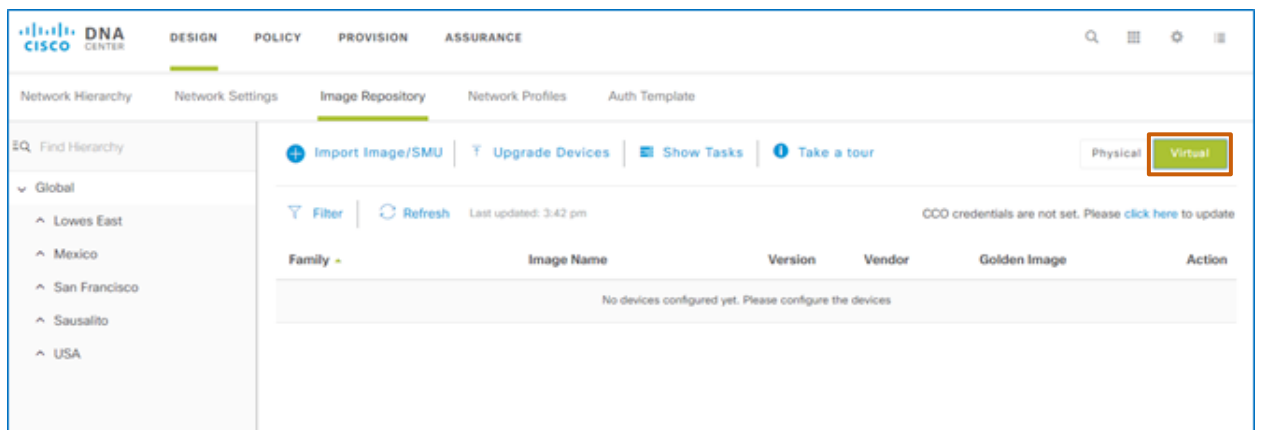 CISCO DNA CENTER DESIGN POLICY PROVISION ASSURANCE
Network Hierarchy Network Settings Image Repository Network Profiles Auth Template
Find Hierarchy
Import Image/SMU Upgrade Devices Show Tasks Take a tour Physical Virtual
Global
Filter Refresh Last updated: 3:42 pm CCO credentials are not set. Please click here to update
Lowes East
Mexico
Family Image Name Version Vendor Golden Image Action
San Francisco
No devices configured yet. Please configure the devices
Sausalito
USA